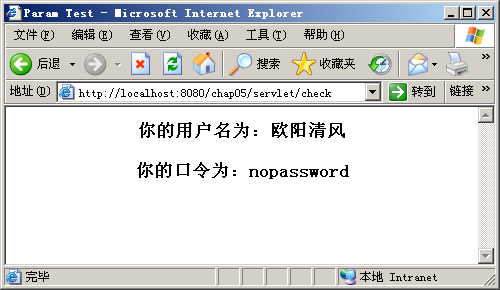 Param Test - Microsoft Internet Explorer
文件(F) 编辑(E) 查看(V) 收藏(A) 工具(T) 帮助(H)
后退 搜索 收藏夹 »
地址(D) http://localhost:8080/chap05/servlet/check 转到 链接 »
你的用户名为：欧阳清风
你的口令为：nopassword
完毕 本地 Intranet